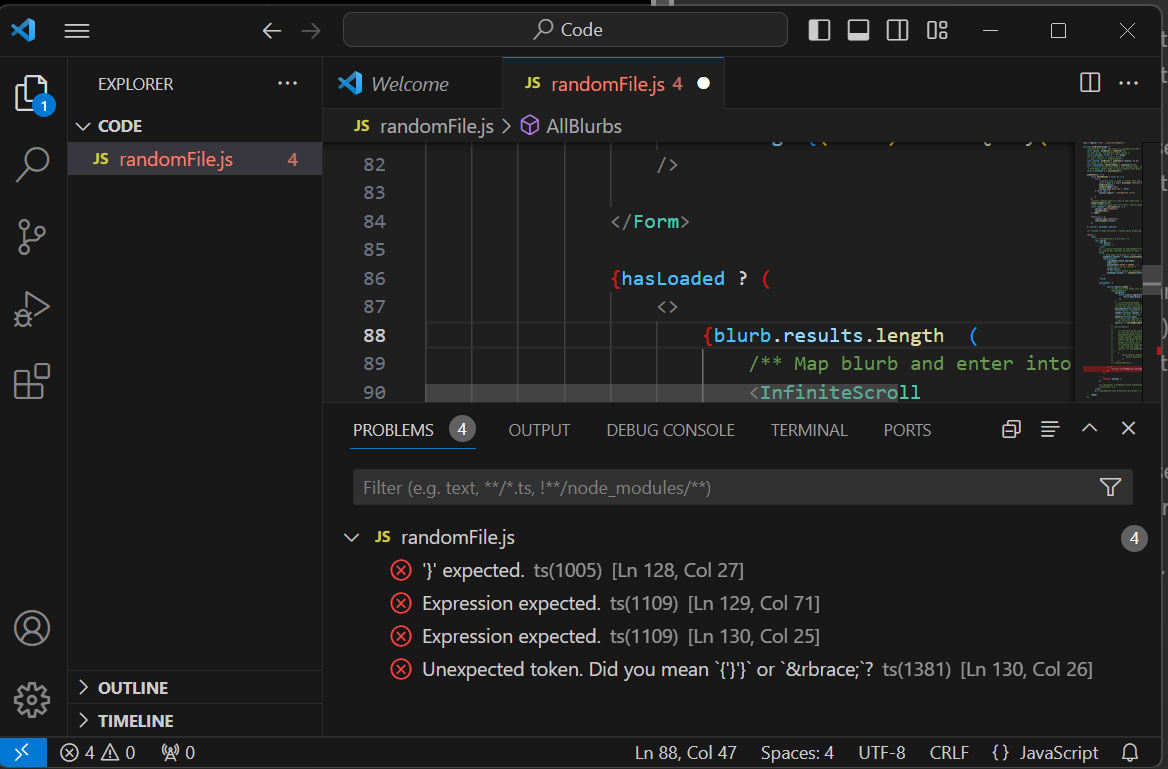 Code
EXPLORER
Welcome
JS randomFile.js 4
CODE
JS randomFile.js 4
JS randomFile.js > AllBlurbs
82 />
83
84 </Form>
85
86 {hasLoaded ? (
87 <>
88 {blurb.results.length (
89 /** Map blurb and enter into
90 <InfiniteScroll
PROBLEMS 4 OUTPUT DEBUG CONSOLE TERMINAL PORTS
Filter (e.g. text, **/*.ts, !**/node_modules/**)
JS randomFile.js 4
'}' expected. ts(1005) [Ln 128, Col 27]
Expression expected. ts(1109) [Ln 129, Col 71]
Expression expected. ts(1109) [Ln 130, Col 25]
Unexpected token. Did you mean `{'}'}` or `&rbrace;`? ts(1381) [Ln 130, Col 26]
1
OUTLINE
TIMELINE
4 0 0 Ln 88, Col 47 Spaces: 4 UTF-8 CRLF {} JavaScript